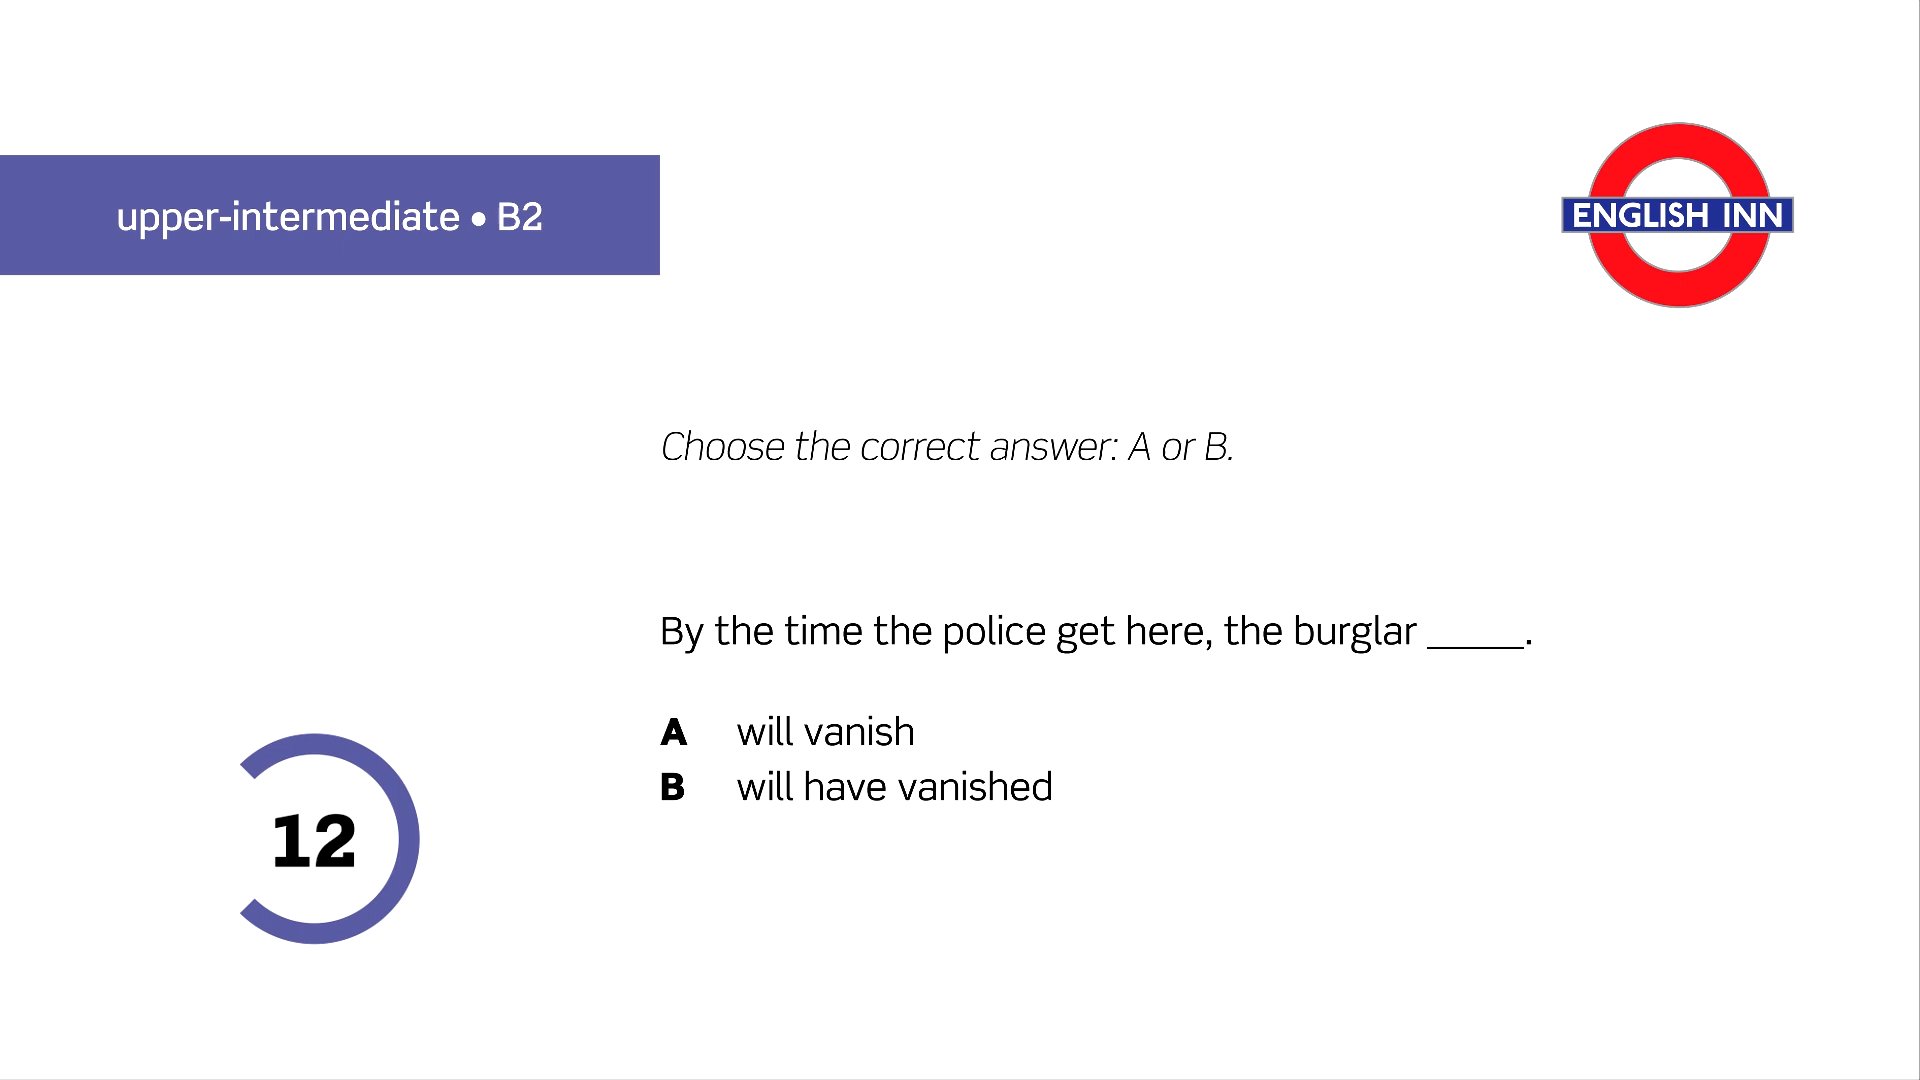 upper-intermediate • B2
ENGLISH INN
Choose the correct answer: A or B.
By the time the police get here, the burglar _____.
A will vanish
B will have vanished
12